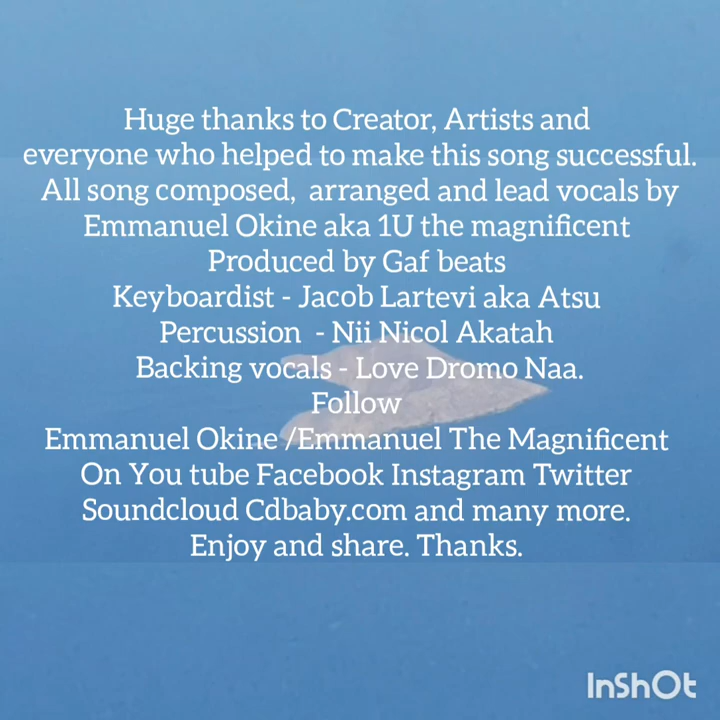 Huge thanks to Creator, Artists and
everyone who helped to make this song successful.
All song composed,  arranged and lead vocals by
Emmanuel Okine aka 1U the magnificent
Produced by Gaf beats
Keyboardist - Jacob Lartevi aka Atsu
Percussion  - Nii Nicol Akatah
Backing vocals - Love Dromo Naa.
Follow
Emmanuel Okine /Emmanuel The Magnificent
On You tube Facebook Instagram Twitter
Soundcloud Cdbaby.com and many more.
Enjoy and share. Thanks.
InShOt